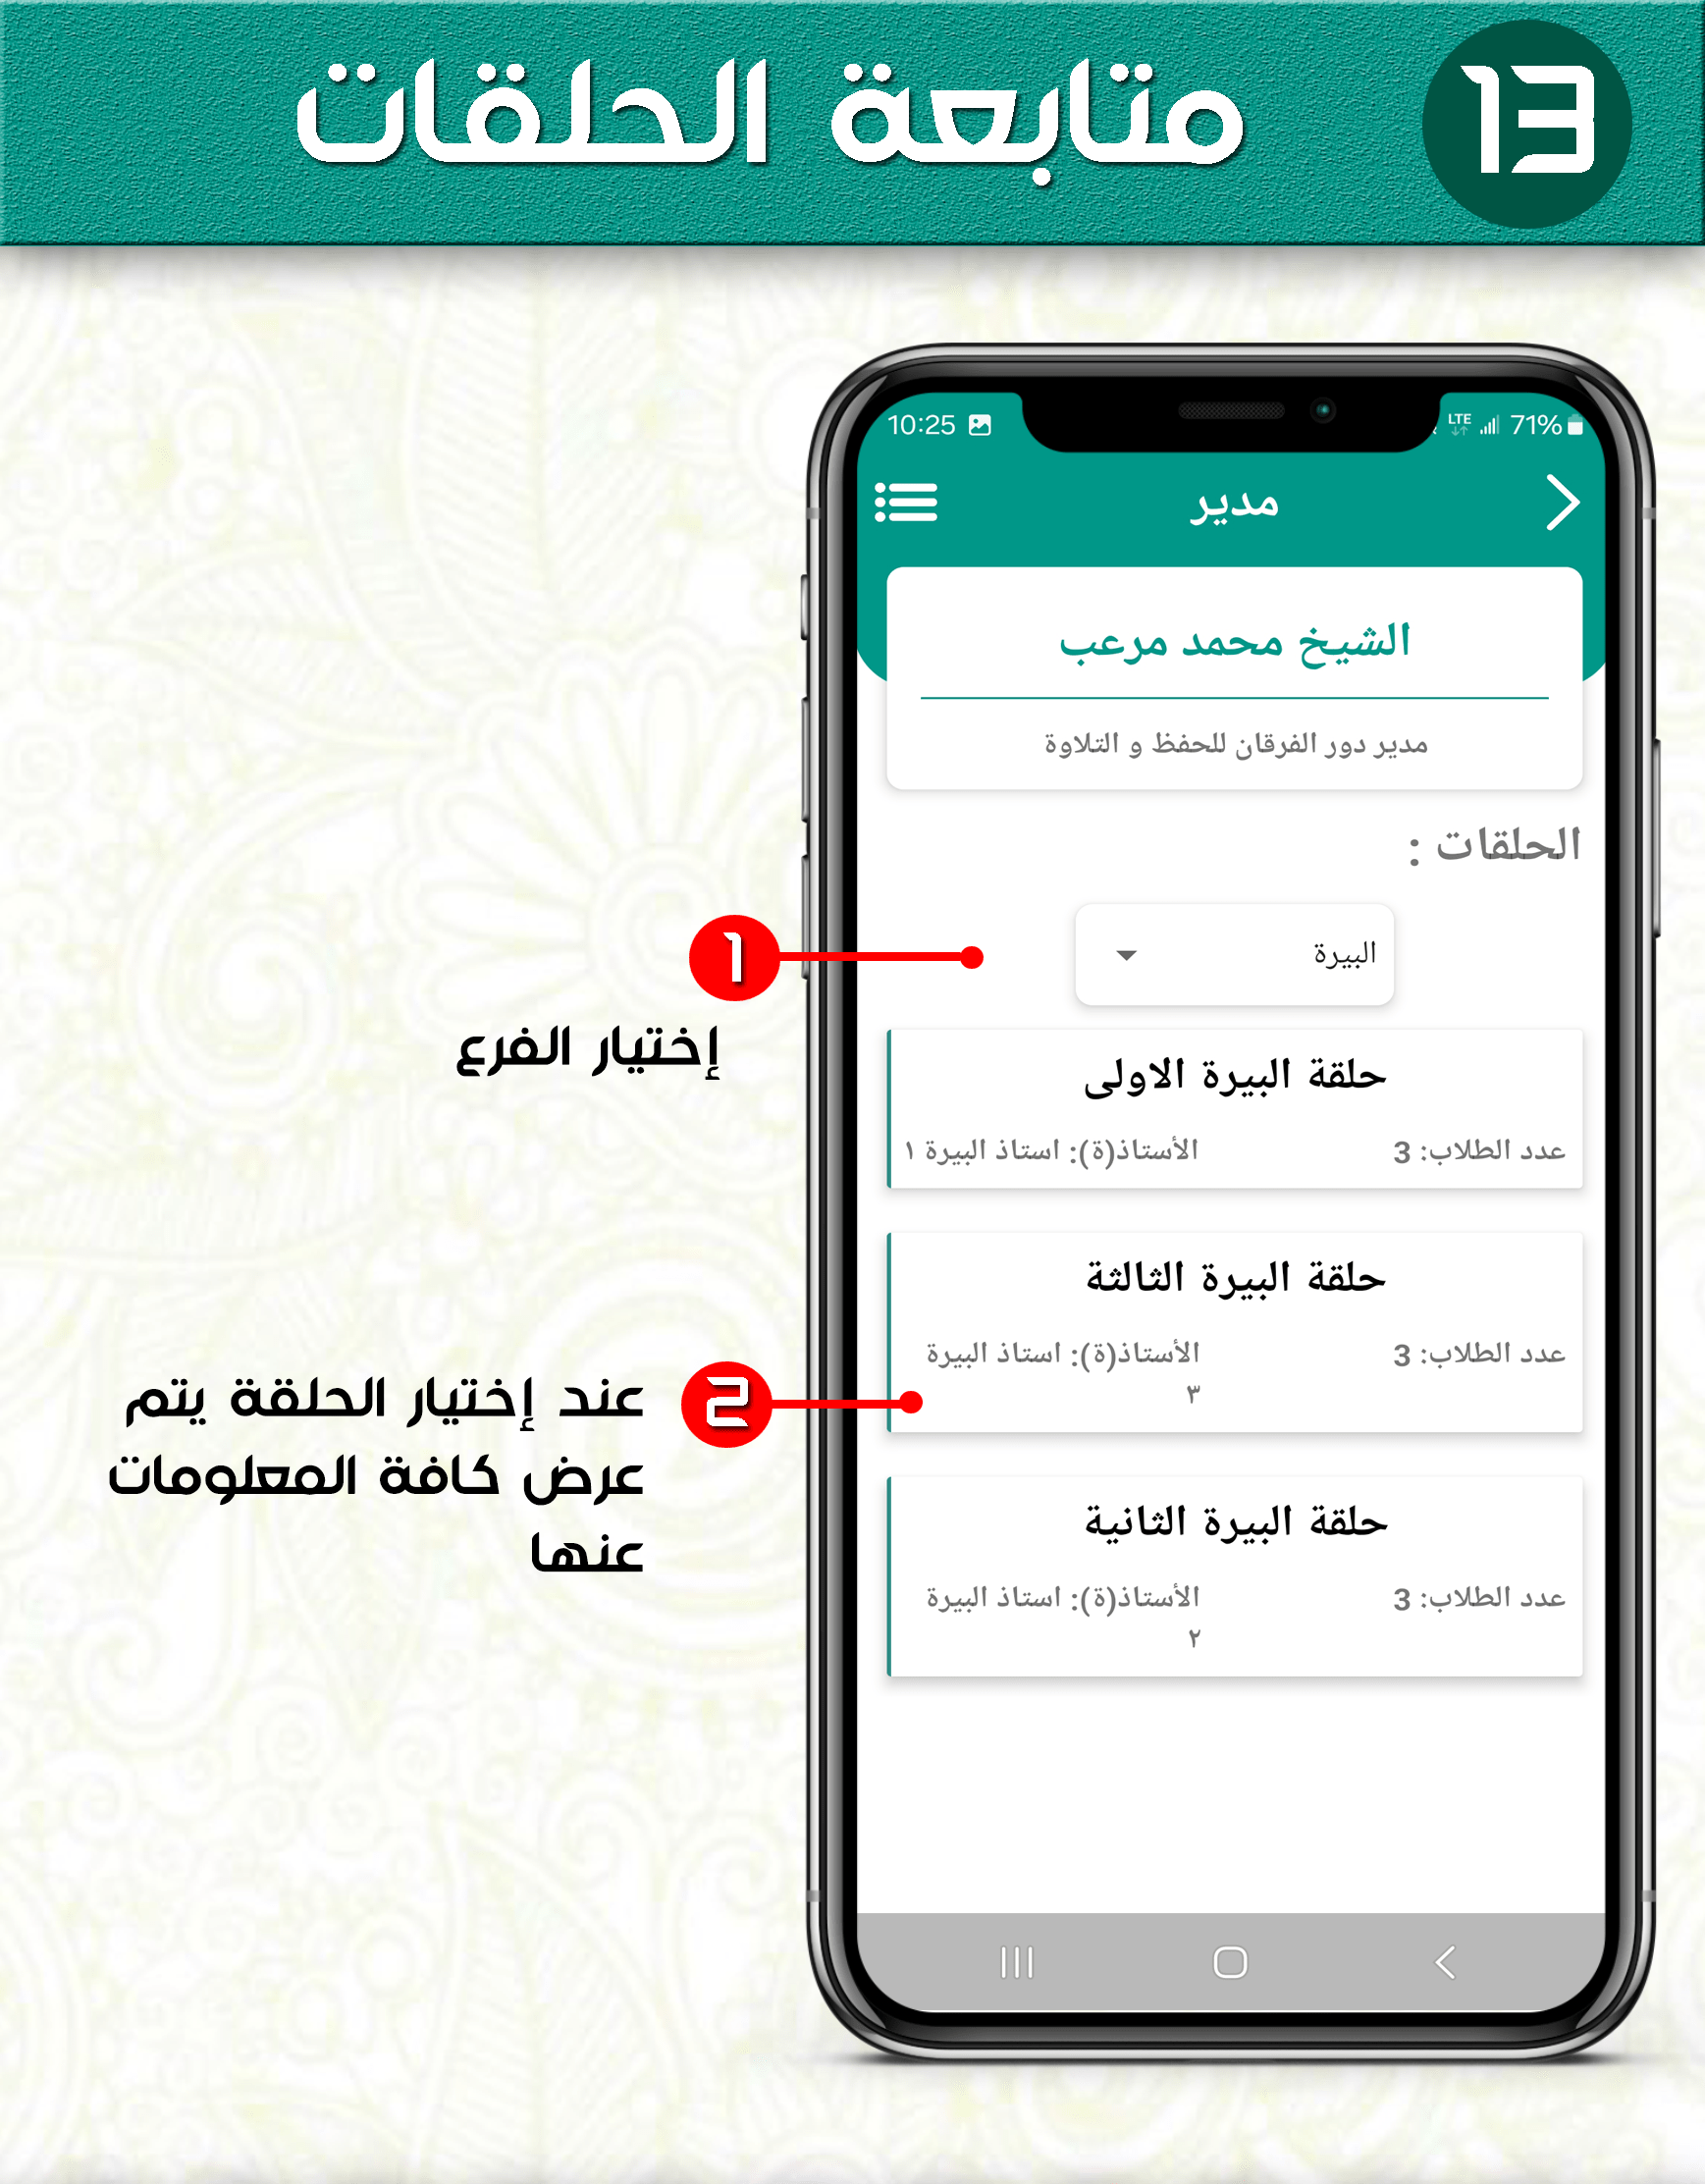 13
متابعة الحلقات
10:25
LTE
71%
مدير
الشيخ محمد مرعب
مدير دور الفرقان للحفظ و التلاوة
الحلقات :
البيرة
1
إختيار الفرع
حلقة البيرة الاولى
عدد الطلاب: 3
الأستاذ(ة): استاذ البيرة ١
حلقة البيرة الثالثة
عدد الطلاب: 3
الأستاذ(ة): استاذ البيرة
٣
2
عند إختيار الحلقة يتم
عرض كافة المعلومات
عنها
حلقة البيرة الثانية
عدد الطلاب: 3
الأستاذ(ة): استاذ البيرة
٢